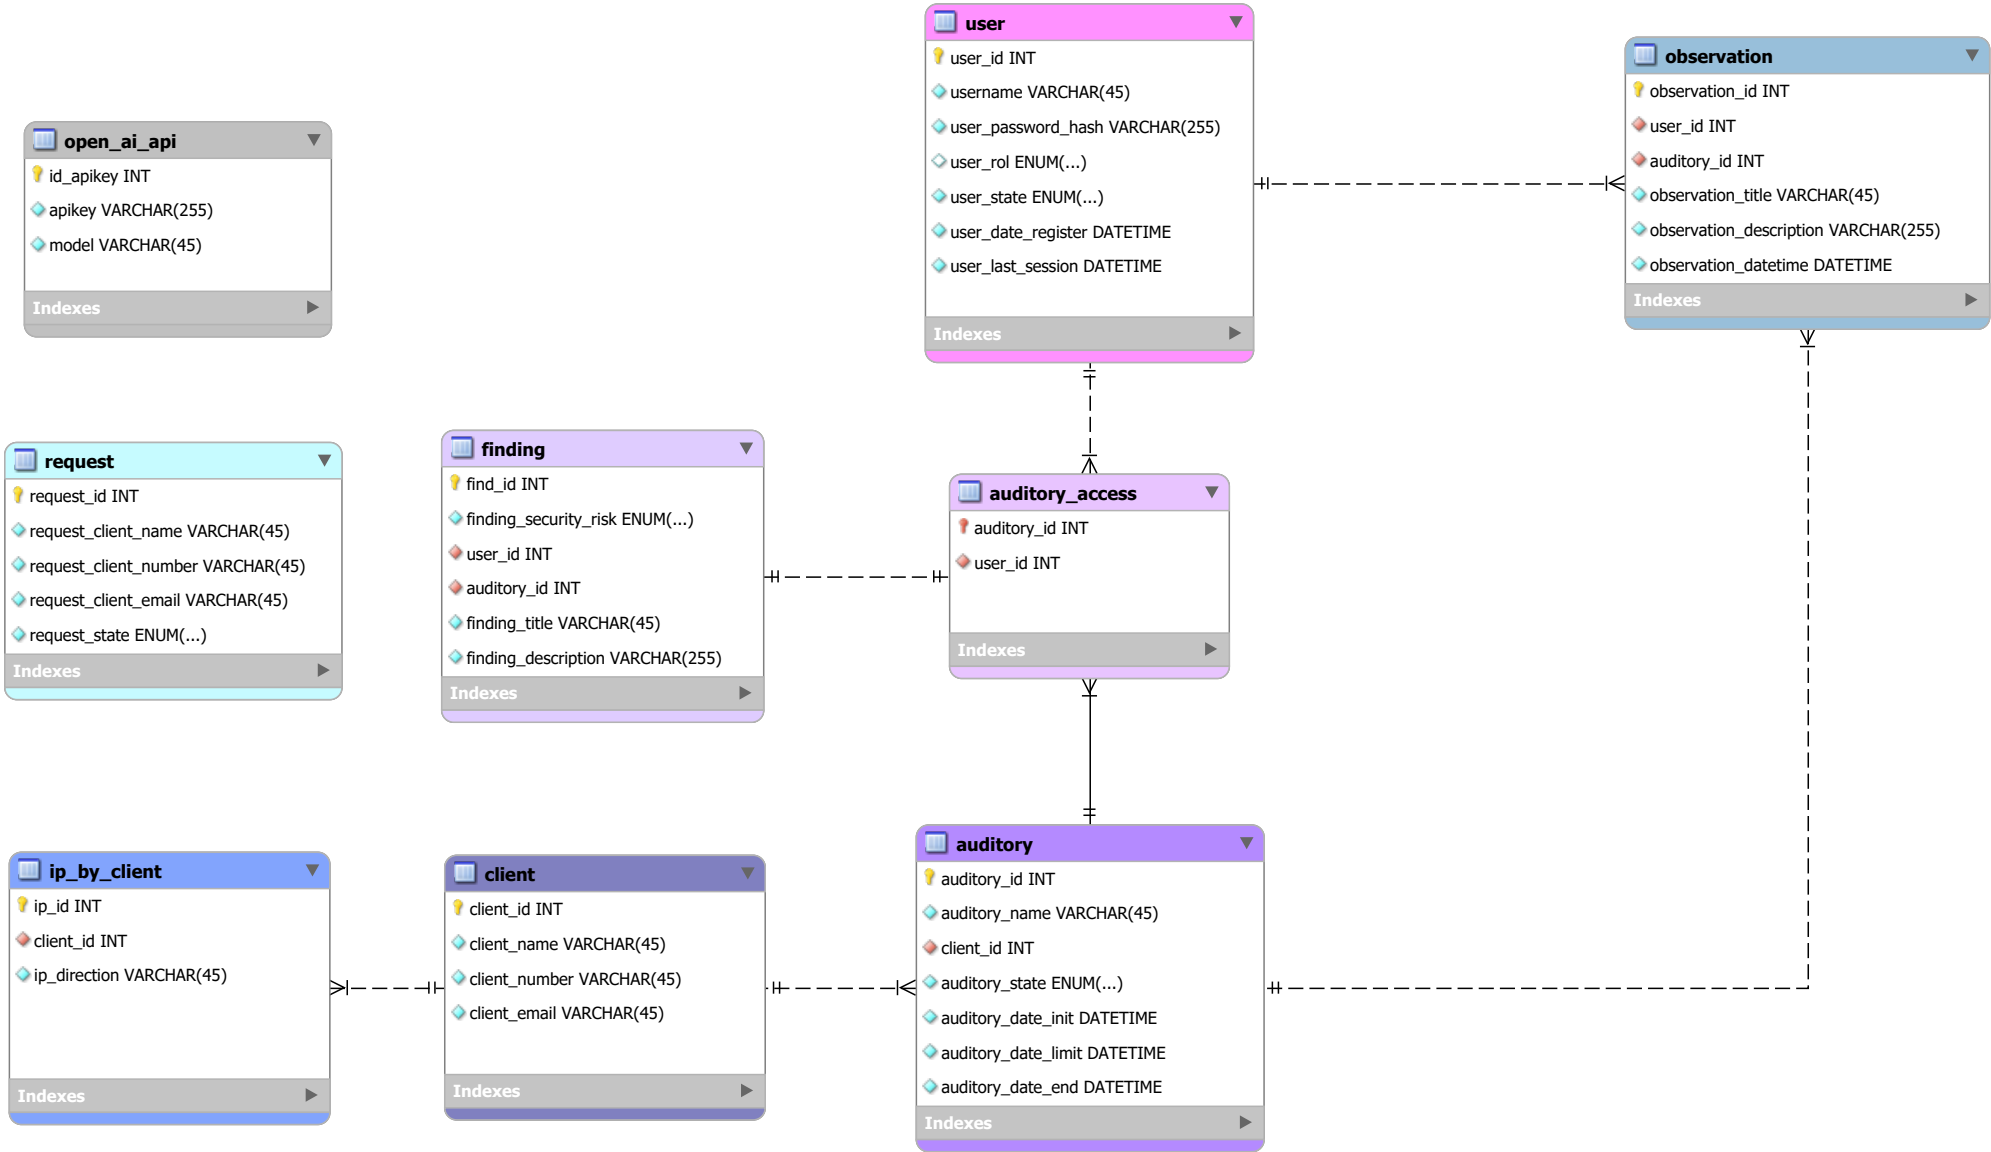 user
user_id INT
username VARCHAR(45)
user_password_hash VARCHAR(255)
user_rol ENUM(...)
user_state ENUM(...)
user_date_register DATETIME
user_last_session DATETIME
Indexes
observation
observation_id INT
user_id INT
auditory_id INT
observation_title VARCHAR(45)
observation_description VARCHAR(255)
observation_datetime DATETIME
Indexes
open_ai_api
id_apikey INT
apikey VARCHAR(255)
model VARCHAR(45)
Indexes
request
request_id INT
request_client_name VARCHAR(45)
request_client_number VARCHAR(45)
request_client_email VARCHAR(45)
request_state ENUM(...)
Indexes
finding
find_id INT
finding_security_risk ENUM(...)
user_id INT
auditory_id INT
finding_title VARCHAR(45)
finding_description VARCHAR(255)
Indexes
auditory_access
auditory_id INT
user_id INT
Indexes
ip_by_client
ip_id INT
client_id INT
ip_direction VARCHAR(45)
Indexes
client
client_id INT
client_name VARCHAR(45)
client_number VARCHAR(45)
client_email VARCHAR(45)
Indexes
auditory
auditory_id INT
auditory_name VARCHAR(45)
client_id INT
auditory_state ENUM(...)
auditory_date_init DATETIME
auditory_date_limit DATETIME
auditory_date_end DATETIME
Indexes